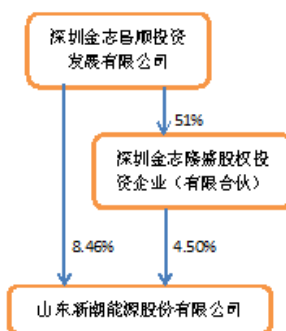 深圳金志昌顺投资
发展有限公司
51%
深圳金志隆盛股权投
资企业（有限合伙）
8.46%
4.50%
山东新潮能源股份有限公司